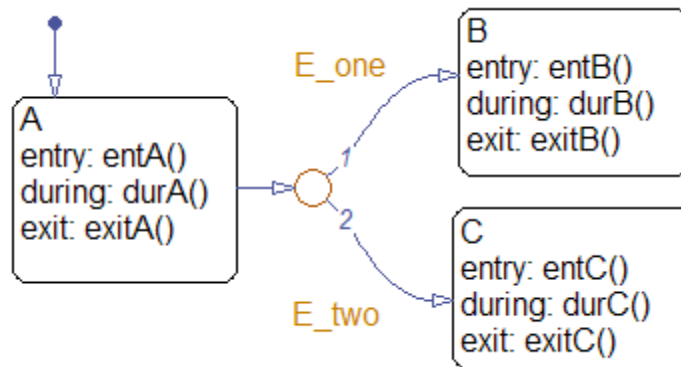 A
entry: entA()
during: durA()
exit: exitA()
E_one
1
2
E_two
B
entry: entB()
during: durB()
exit: exitB()
C
entry: entC()
during: durC()
exit: exitC()